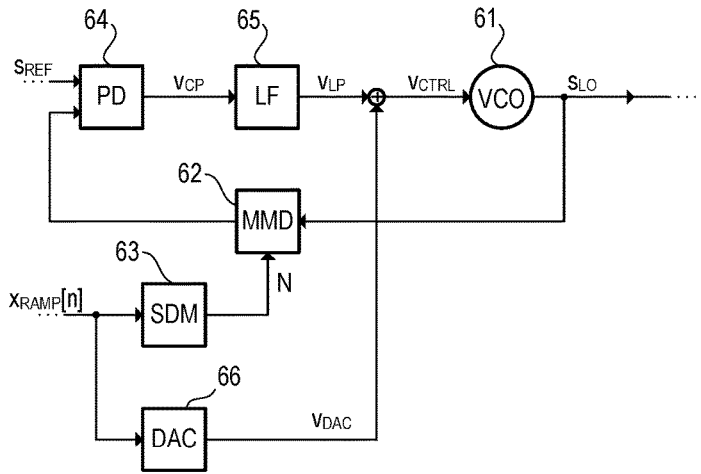 64
65
61
SREF
PD
VCP
LF
VLP
VCTRL
VCO
SLO
62
MMD
63
N
XRAMP[n]
SDM
66
DAC
VDAC